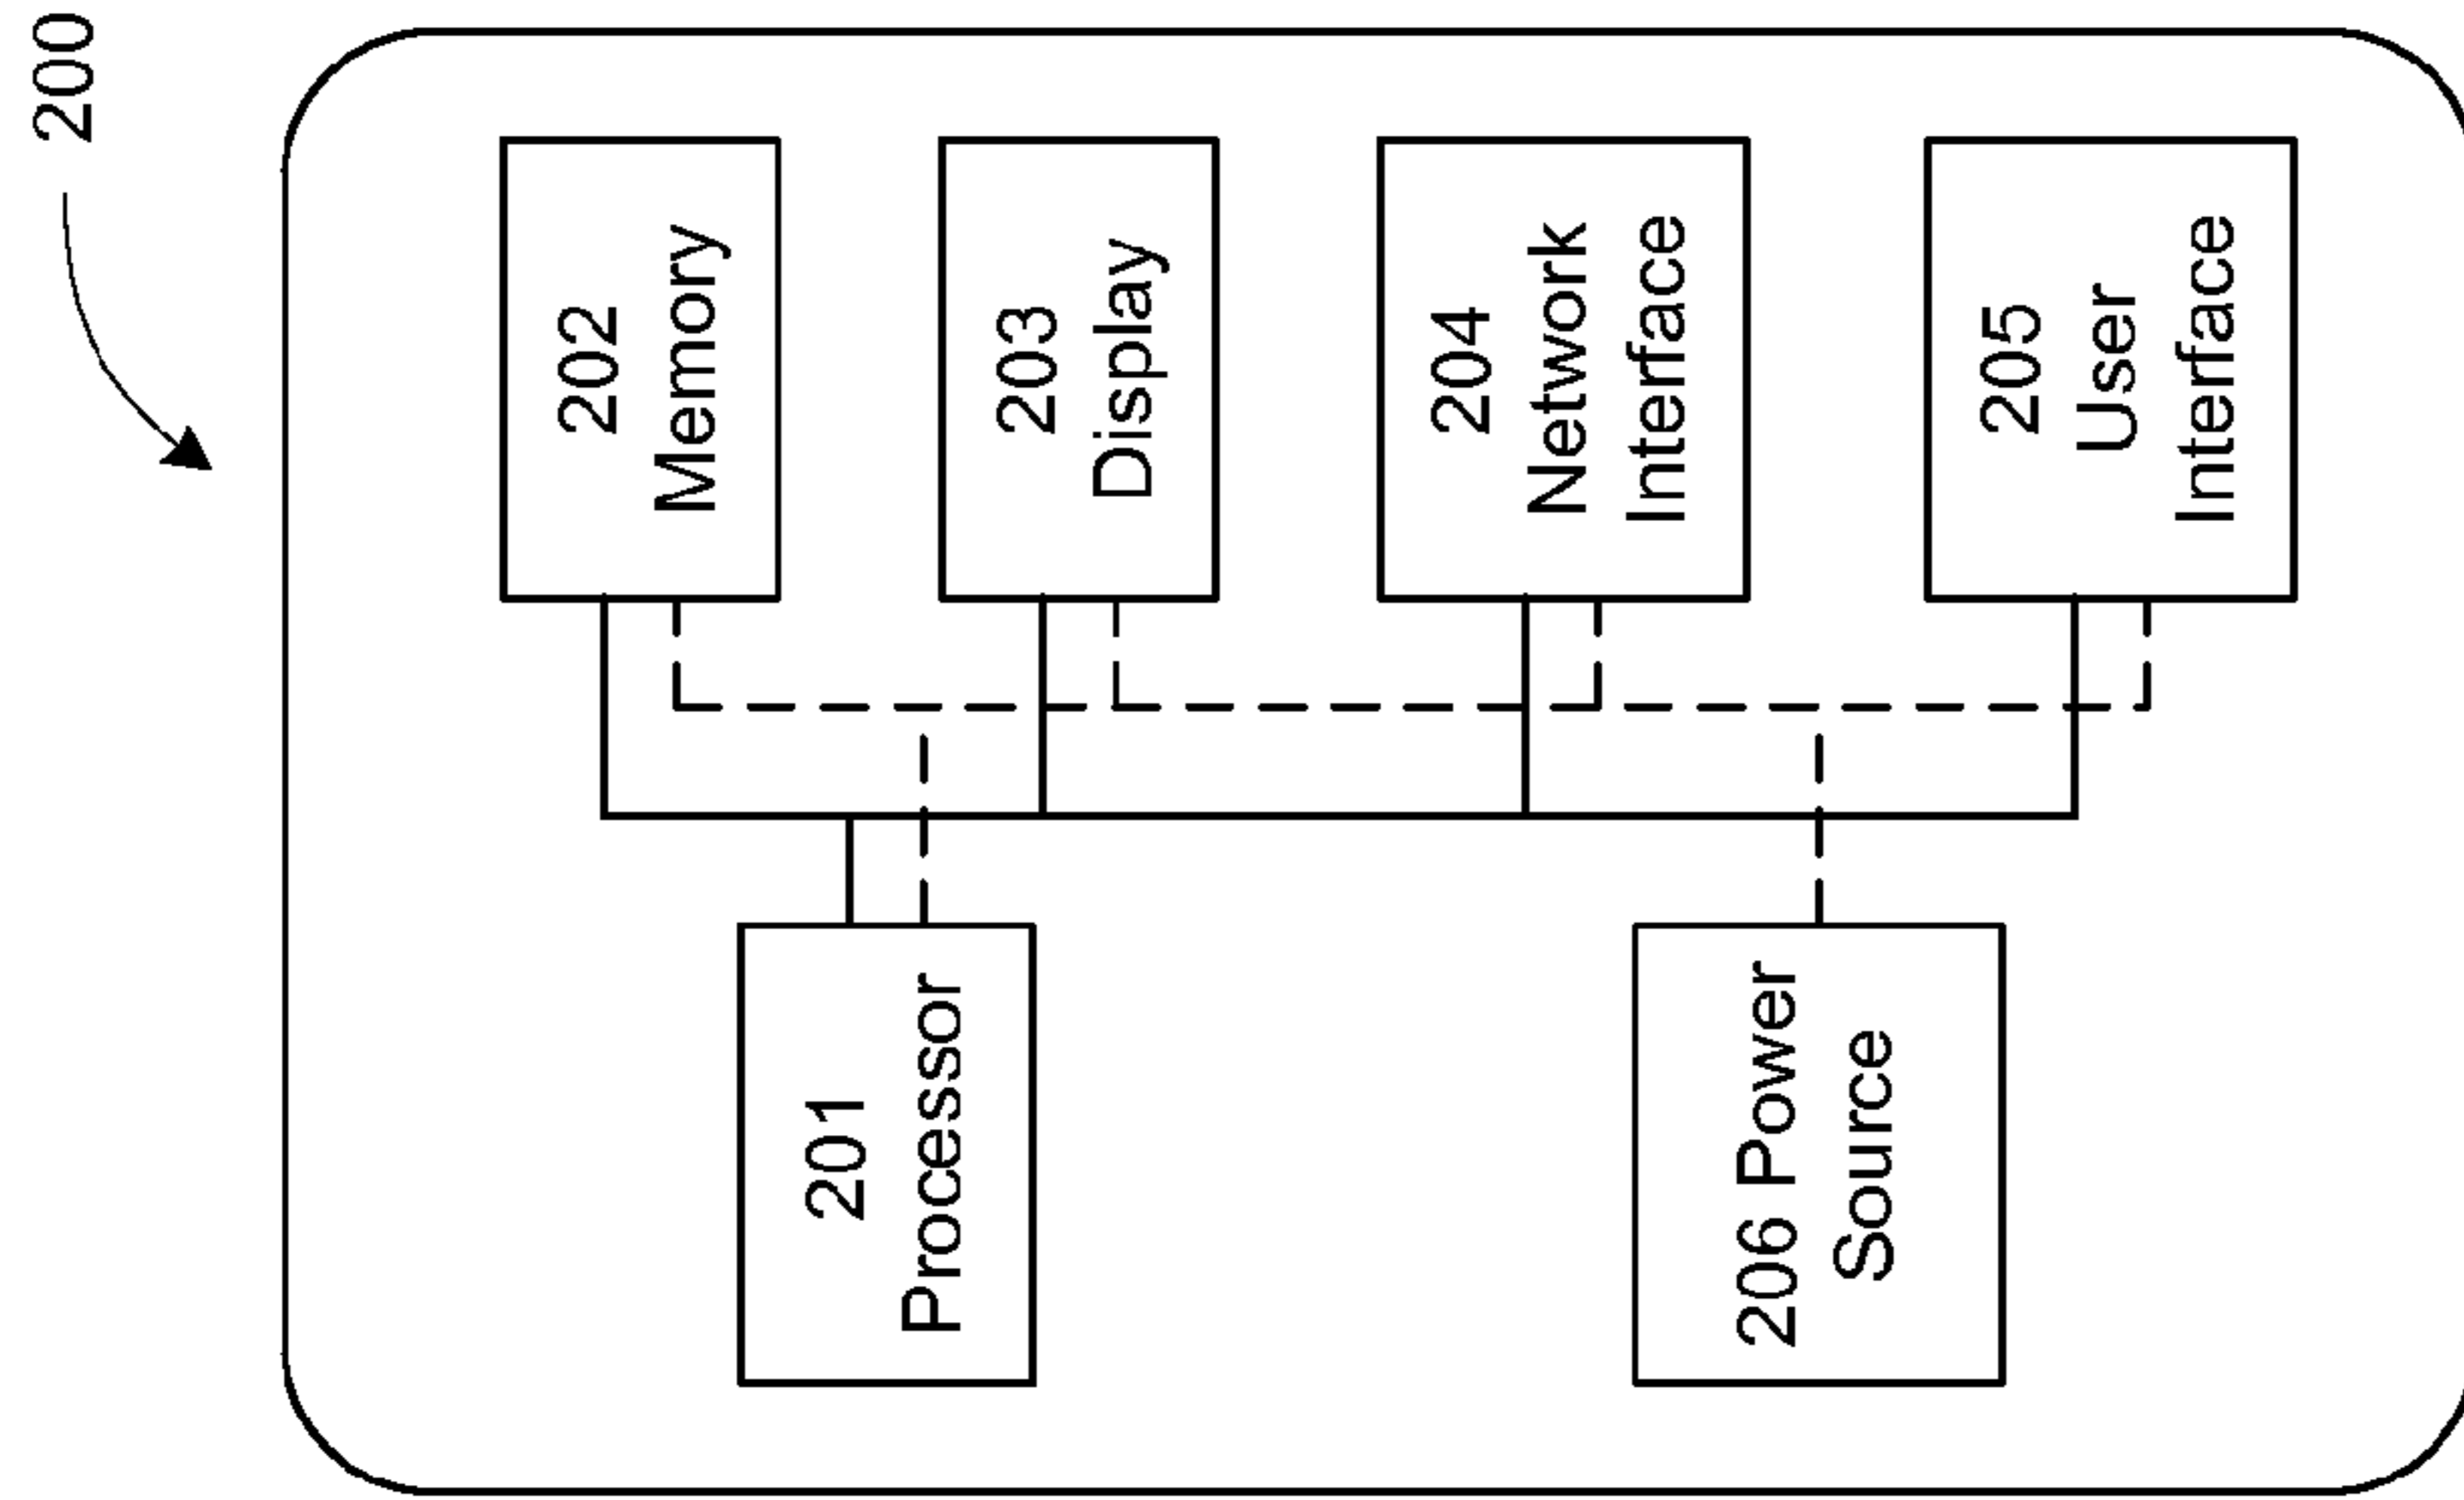 200
201
Processor
206 Power
Source
202
Memory
203
Display
204
Network
Interface
205
User
Interface